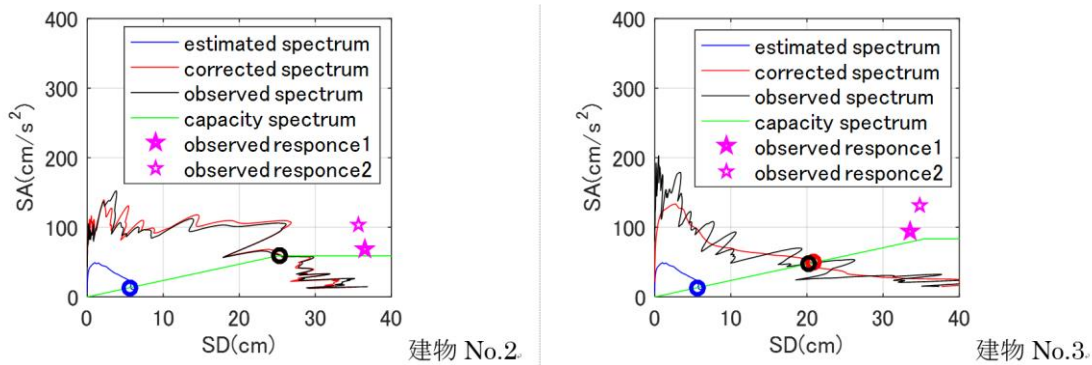 400
300
200
100
0
SA(cm/s²)
estimated spectrum
corrected spectrum
observed spectrum
capacity spectrum
observed responce1
observed responce2
0 10 20 30 40
SD(cm)
建物 No.2
400
300
200
100
0
SA(cm/s²)
estimated spectrum
corrected spectrum
observed spectrum
capacity spectrum
observed responce1
observed responce2
0 10 20 30 40
SD(cm)
建物 No.3